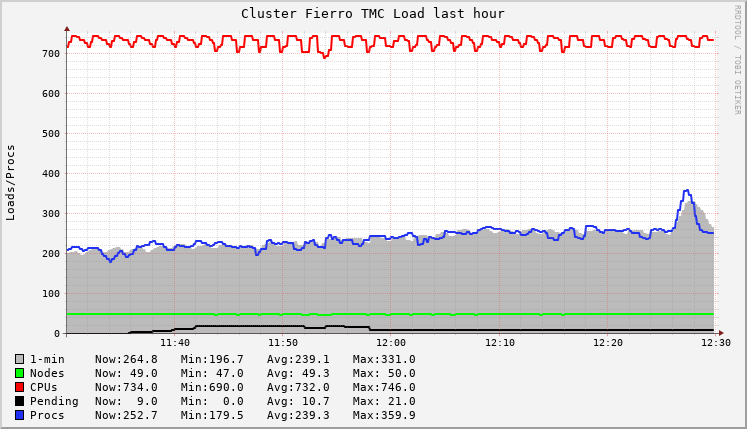 Cluster Fierro TMC Load last hour
RRDTOOL / TOBI OETIKER
Loads/Procs
700
600
500
400
300
200
100
0
11:40 11:50 12:00 12:10 12:20 12:30
1-min Now:264.8 Min:196.7 Avg:239.1 Max:331.0
Nodes Now: 49.0 Min: 47.0 Avg: 49.3 Max: 50.0
CPUs Now:734.0 Min:690.0 Avg:732.0 Max:746.0
Pending Now: 9.0 Min: 0.0 Avg: 10.7 Max: 21.0
Procs Now:252.7 Min:179.5 Avg:239.3 Max:359.9